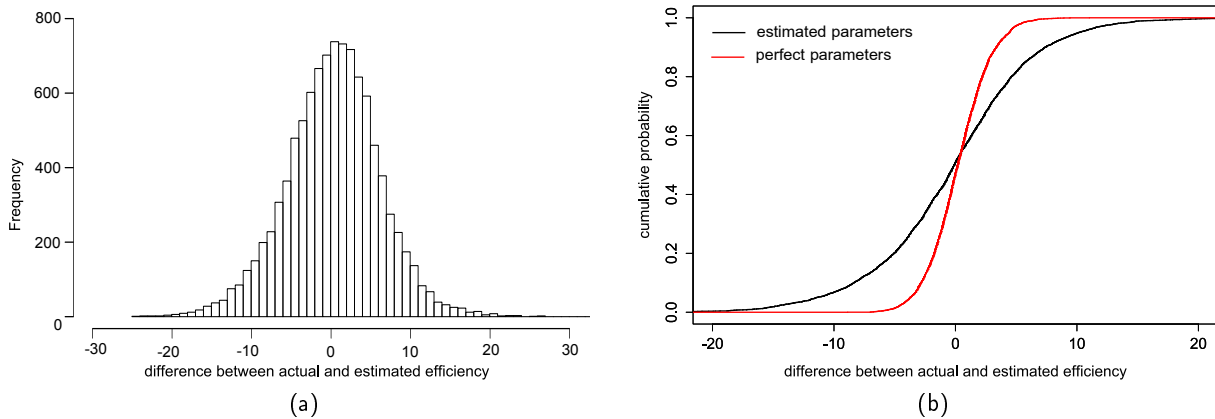 800
600
400
200
0
Frequency
-30
-20
-10
0
10
20
30
difference between actual and estimated efficiency
(a)
estimated parameters
perfect parameters
1.0
0.8
0.6
0.4
0.2
0.0
cumulative probability
-20
-10
0
10
20
difference between actual and estimated efficiency
(b)